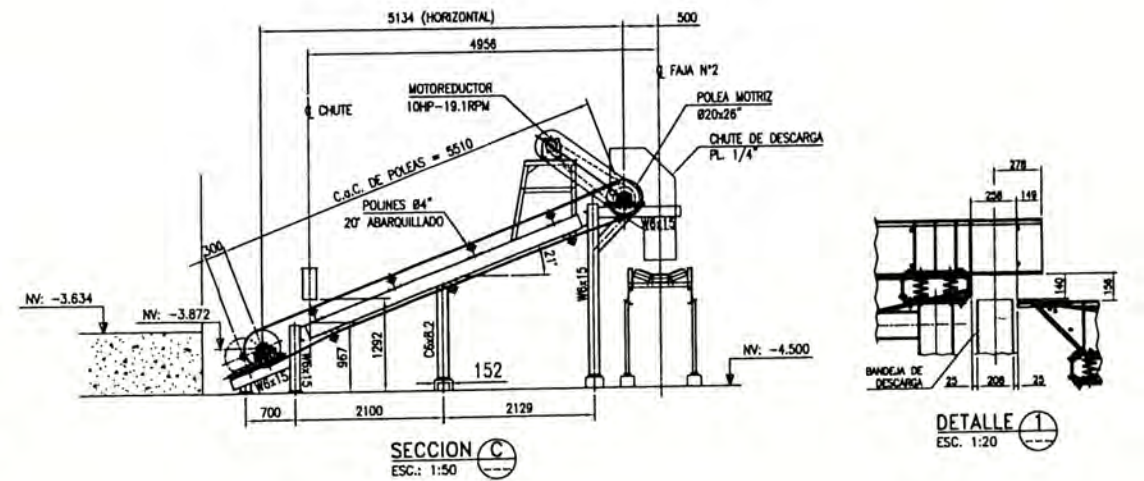 5134 (HORIZONTAL)
500
4956
FAJA N°2
MOTOREDUCTOR
10HP-19.1RPM
POLEA MOTRIZ
Ø20x26"
CHUTE
CHUTE DE DESCARGA
PL. 1/4"
C.a.C. DE POLEAS = 5510
POLINES Ø4"
20° ABARQUILLADO
300
W6x15
21°
W6x15
NV: -3.634
NV: -3.872
W6x15
W6x15
967
1292
C6x8.2
152
NV: -4.500
700
2100
2129
SECCION C
ESC.: 1:50
278
258
149
140
156
BANDEJA DE
DESCARGA
25
208
25
DETALLE 1
ESC. 1:20